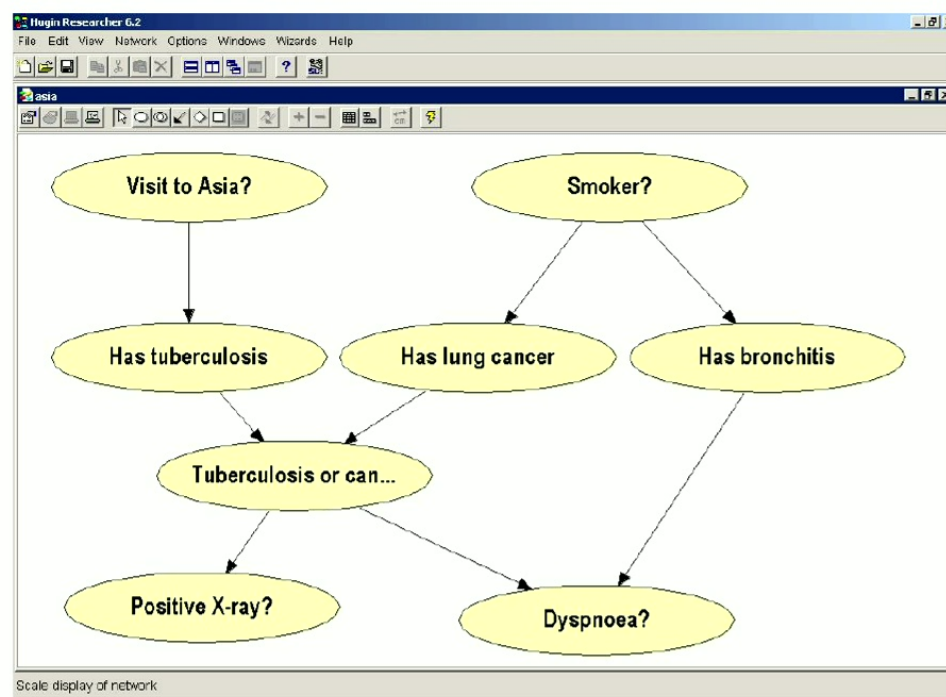 Hugin Researcher 6.2
File Edit View Network Options Windows Wizards Help
asia
Visit to Asia?
Smoker?
Has tuberculosis
Has lung cancer
Has bronchitis
Tuberculosis or can...
Positive X-ray?
Dyspnoea?
Scale display of network